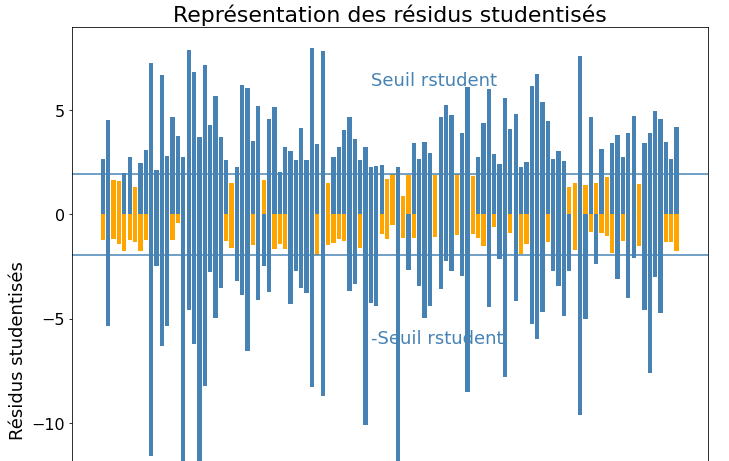 Représentation des résidus studentisés
Seuil rstudent
5
0
−5
-Seuil rstudent
−10
Résidus studentisés